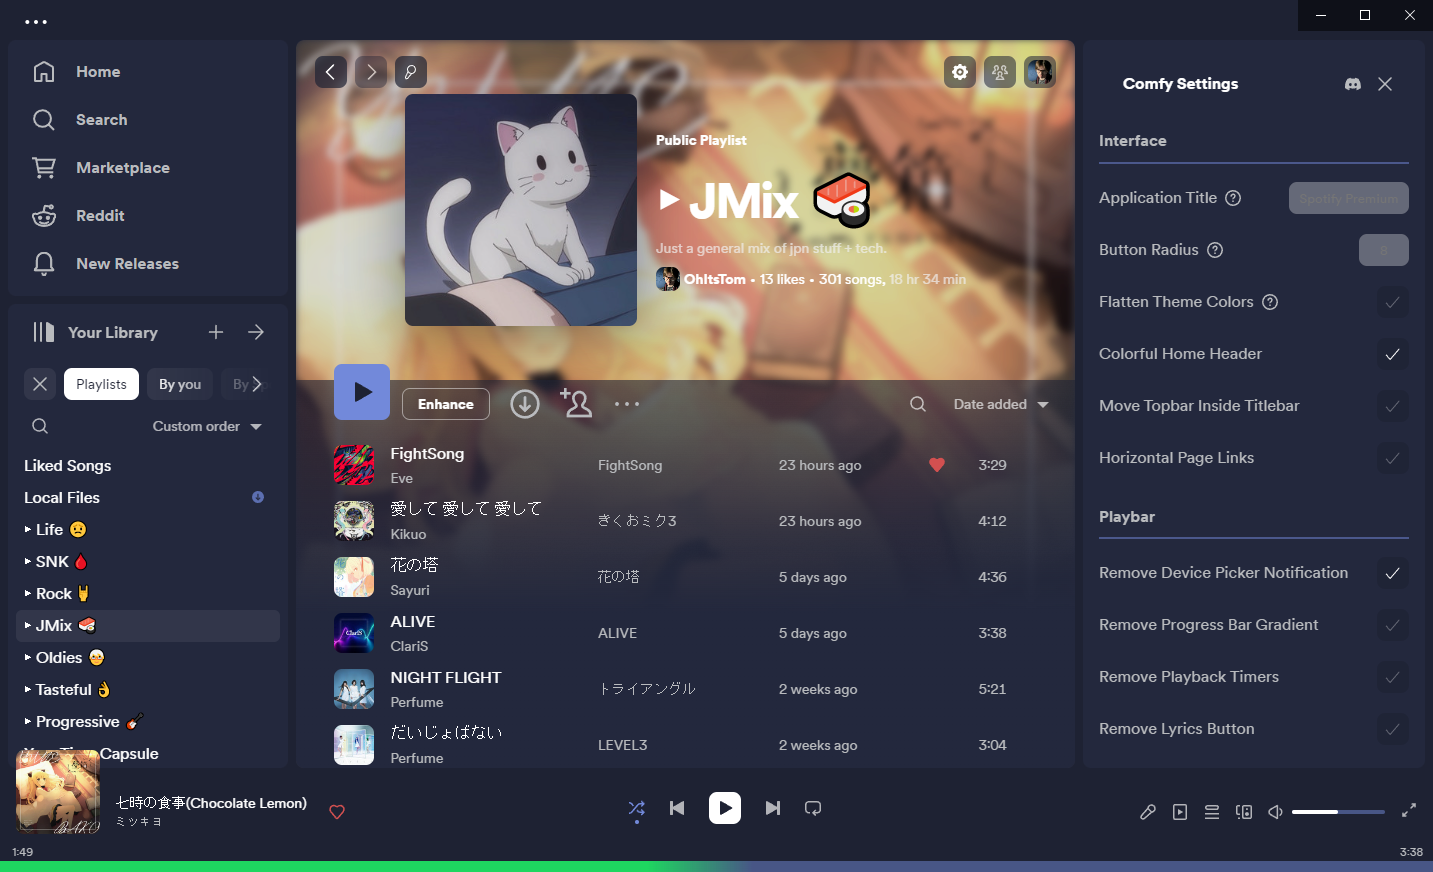 Home
Search
Marketplace
Reddit
New Releases
Your Library
Playlists
By you
By
Custom order
Liked Songs
Local Files
Life
SNK
Rock
JMix
Oldies
Tasteful
Progressive
Capsule
Public Playlist
JMix
Just a general mix of jpn stuff + tech.
OhItsTom • 13 likes • 301 songs, 18 hr 34 min
Enhance
Date added
FightSong
Eve
FightSong
23 hours ago
3:29
愛して 愛して 愛して
Kikuo
きくおミク3
23 hours ago
4:12
花の塔
Sayuri
花の塔
5 days ago
4:36
ALIVE
ClariS
ALIVE
5 days ago
3:38
NIGHT FLIGHT
Perfume
トライアングル
2 weeks ago
5:21
だいじょばない
Perfume
LEVEL3
2 weeks ago
3:04
Comfy Settings
Interface
Application Title
Spotify Premium
Button Radius
8
Flatten Theme Colors
Colorful Home Header
Move Topbar Inside Titlebar
Horizontal Page Links
Playbar
Remove Device Picker Notification
Remove Progress Bar Gradient
Remove Playback Timers
Remove Lyrics Button
七時の食事(Chocolate Lemon)
ミツキヨ
1:49
3:38